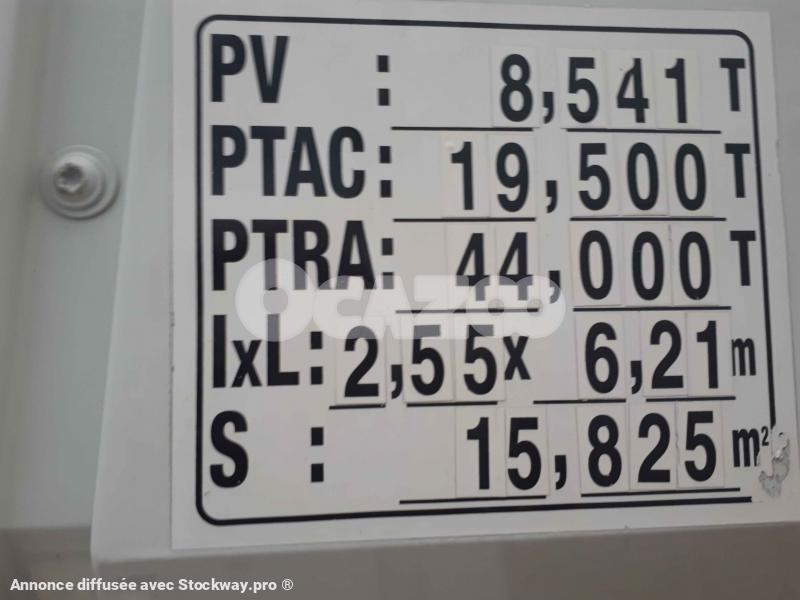 PV : 8,541 T
PTAC: 19,500 T
PTRA: 44,000 T
lxL: 2,55x 6,21 m
S : 15,825 m²
OCAZOO
Annonce diffusée avec Stockway.pro ®